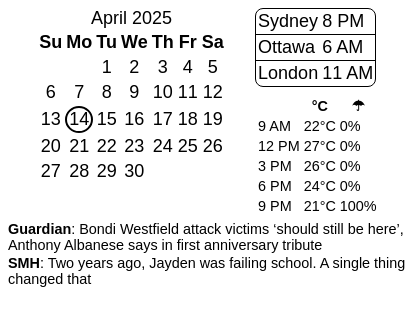 April 2025
Su Mo Tu We Th Fr Sa
1 2 3 4 5
6 7 8 9 10 11 12
13 14 15 16 17 18 19
20 21 22 23 24 25 26
27 28 29 30
Sydney 8 PM
Ottawa 6 AM
London 11 AM
°C ☂
9 AM 22°C 0%
12 PM 27°C 0%
3 PM 26°C 0%
6 PM 24°C 0%
9 PM 21°C 100%
Guardian: Bondi Westfield attack victims ‘should still be here’,
Anthony Albanese says in first anniversary tribute
SMH: Two years ago, Jayden was failing school. A single thing
changed that